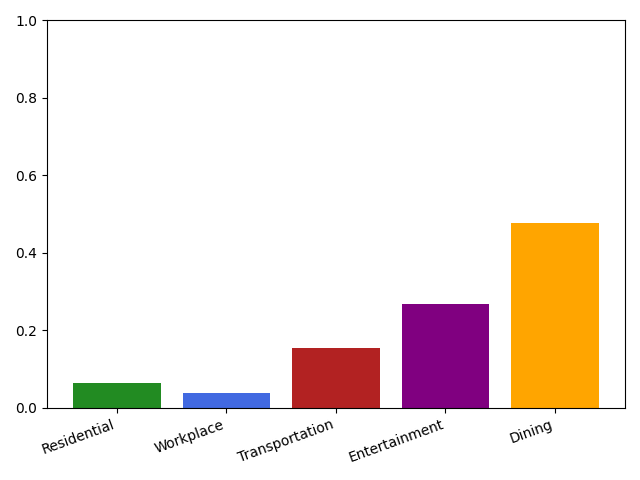 1.0
0.8
0.6
0.4
0.2
0.0
Residential
Workplace
Transportation
Entertainment
Dining